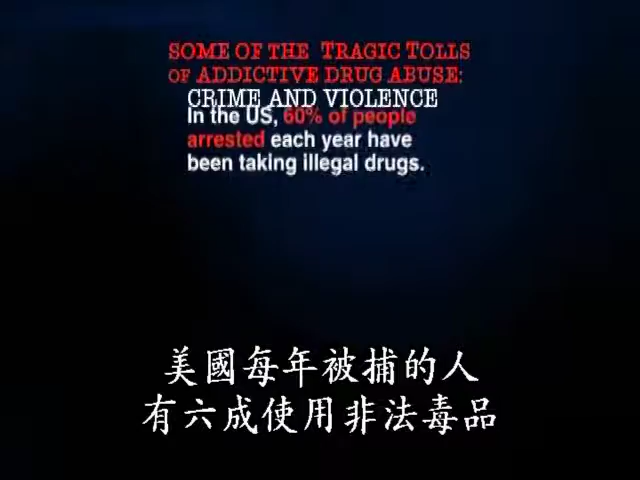 SOME OF THE TRAGIC TOLLS
OF ADDICTIVE DRUG ABUSE:
CRIME AND VIOLENCE
In the US, 60% of people
arrested each year have
been taking illegal drugs.
美國每年被捕的人
有六成使用非法毒品